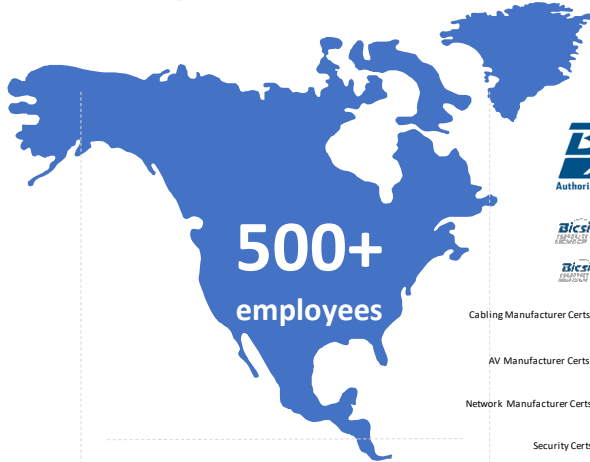 500+
employees
Authori
Bicsi
Bicsi
Cabling Manufacturer Certs
AV Manufacturer Certs
Network Manufacturer Certs
Security Certs